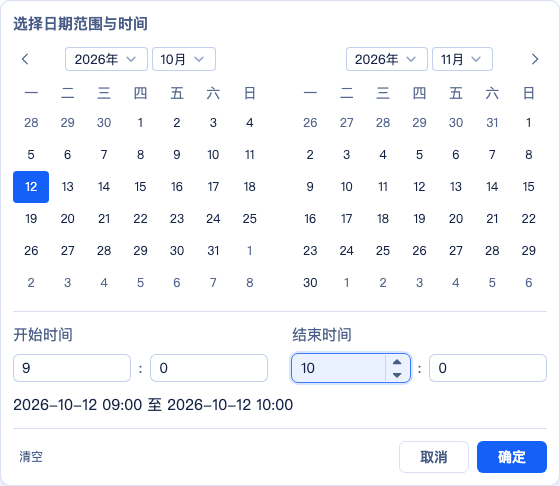 选择日期范围与时间
2026年 10月 2026年 11月
一 二 三 四 五 六 日 一 二 三 四 五 六 日
28 29 30 1 2 3 4 26 27 28 29 30 31 1
5 6 7 8 9 10 11 2 3 4 5 6 7 8
12 13 14 15 16 17 18 9 10 11 12 13 14 15
19 20 21 22 23 24 25 16 17 18 19 20 21 22
26 27 28 29 30 31 1 23 24 25 26 27 28 29
2 3 4 5 6 7 8 30 1 2 3 4 5 6
开始时间 结束时间
9 : 0 10 : 0
2026-10-12 09:00 至 2026-10-12 10:00
清空 取消 确定